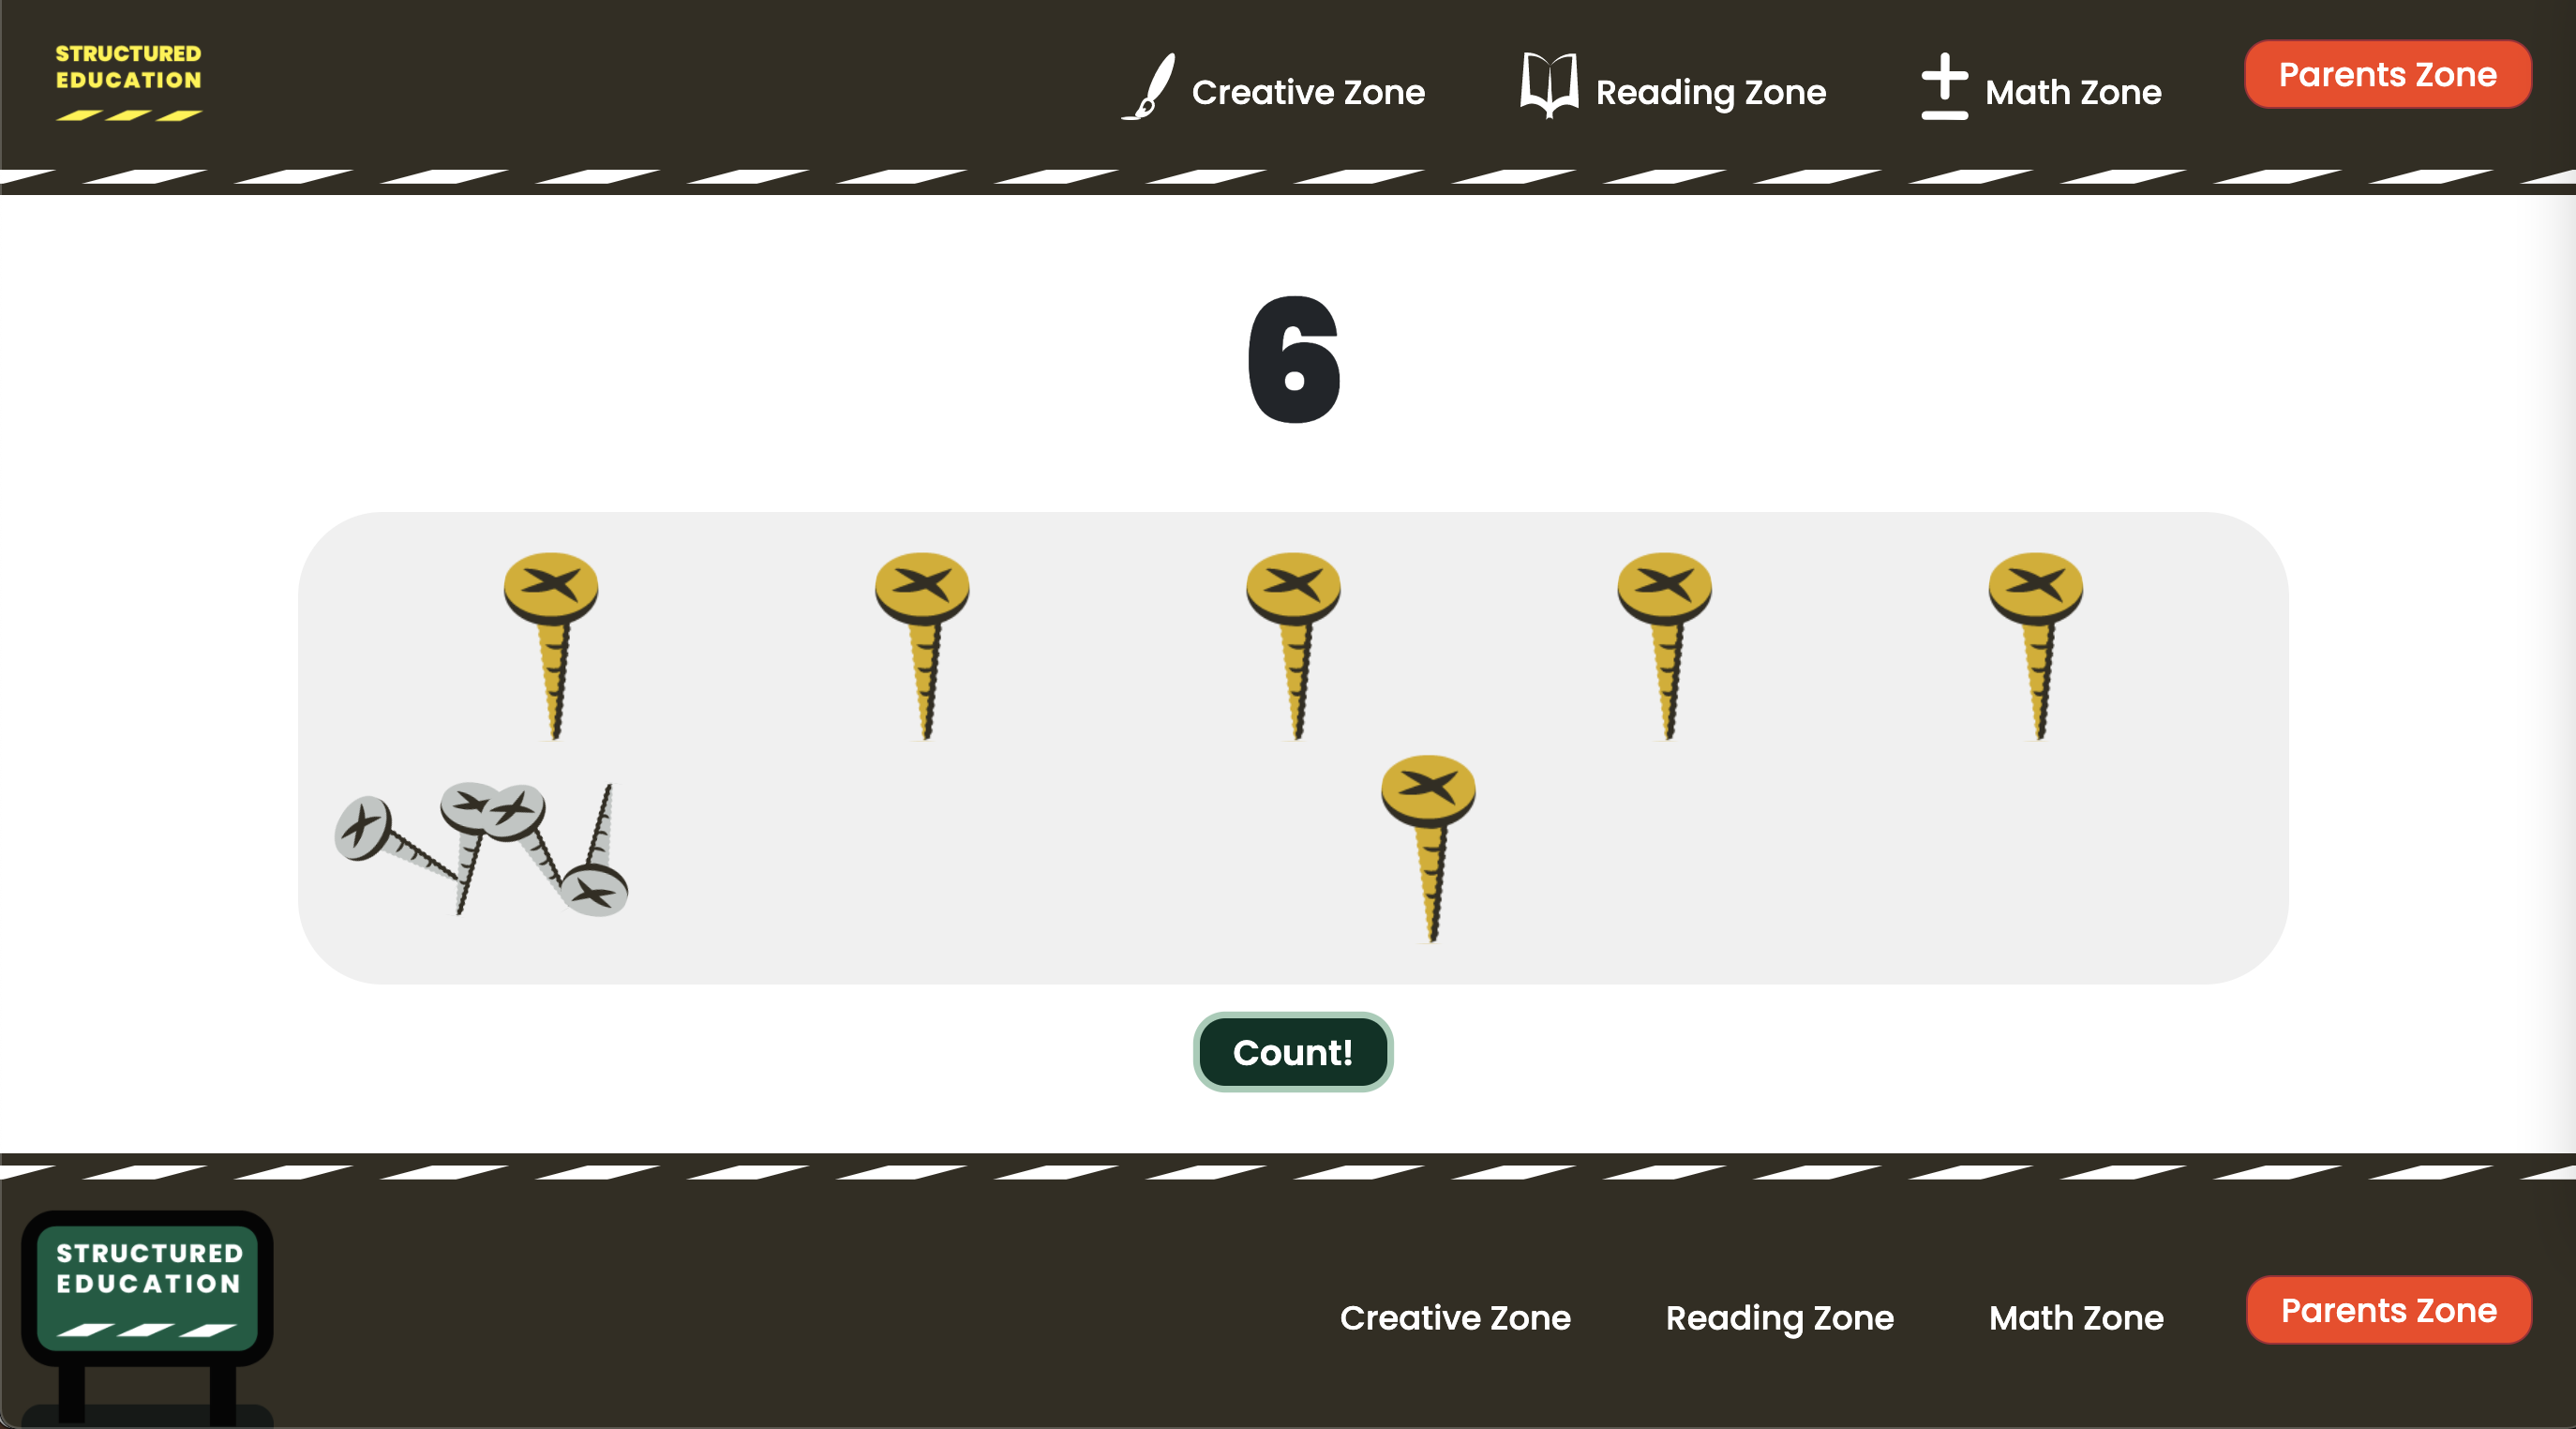 STRUCTURED
EDUCATION
Creative Zone
Reading Zone
Math Zone
Parents Zone
6
Count!
STRUCTURED
EDUCATION
Creative Zone
Reading Zone
Math Zone
Parents Zone